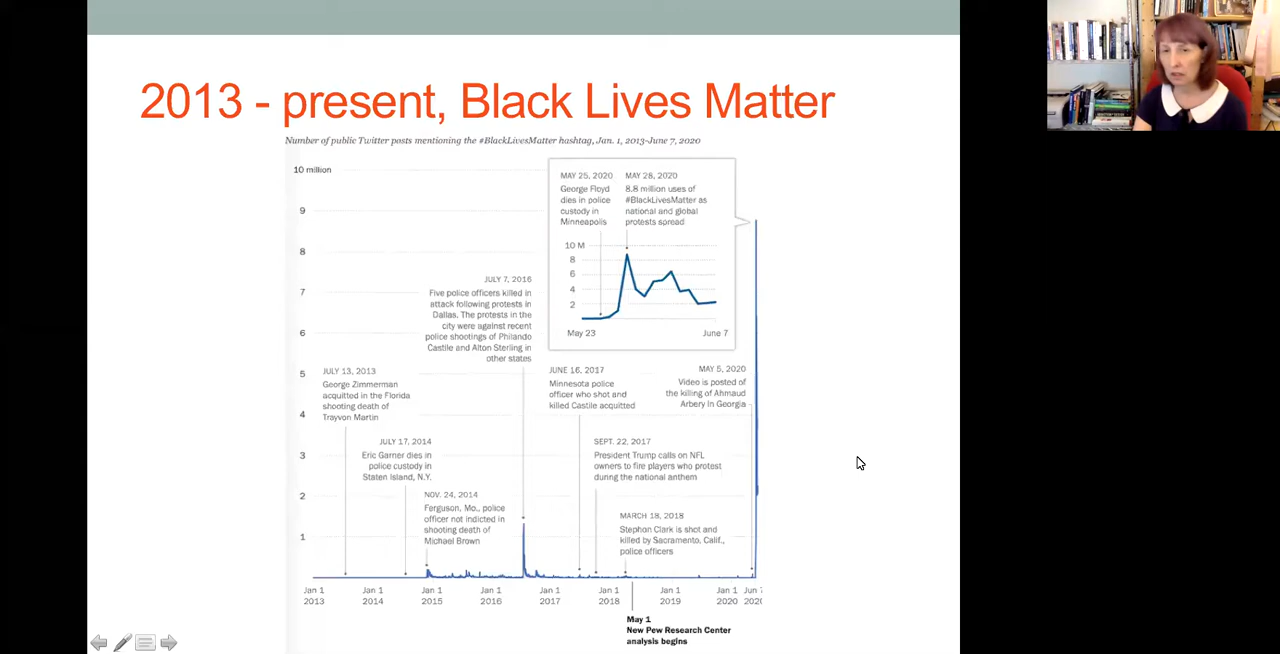 2013 - present, Black Lives Matter
Number of public Twitter posts mentioning the #BlackLivesMatter hashtag, Jan. 1, 2013-June 7, 2020
10 million
9
8
7
6
5
4
3
2
1
MAY 25, 2020
George Floyd
dies in police
custody in
Minneapolis
MAY 28, 2020
8.8 million uses of
#BlackLivesMatter as
national and global
protests spread
10 M
8
6
4
2
May 23
June 7
JULY 7, 2016
Five police officers killed in
attack following protests in
Dallas. The protests in the
city were against recent
police shootings of Philando
Castile and Alton Sterling in
other states
JULY 13, 2013
George Zimmerman
acquitted in the Florida
shooting death of
Trayvon Martin
JUNE 16, 2017
Minnesota police
officer who shot and
killed Castile acquitted
MAY 5, 2020
Video is posted of
the killing of Ahmaud
Arbery in Georgia
JULY 17, 2014
Eric Garner dies in
police custody in
Staten Island, N.Y.
SEPT. 22, 2017
President Trump calls on NFL
owners to fire players who protest
during the national anthem
NOV. 24, 2014
Ferguson, Mo., police
officer not indicted in
shooting death of
Michael Brown
MARCH 18, 2018
Stephon Clark is shot and
killed by Sacramento, Calif.,
police officers
Jan 1
2013
Jan 1
2014
Jan 1
2015
Jan 1
2016
Jan 1
2017
Jan 1
2018
Jan 1
2019
Jan 1
2020
Jun 7
2020
May 1
New Pew Research Center
analysis begins